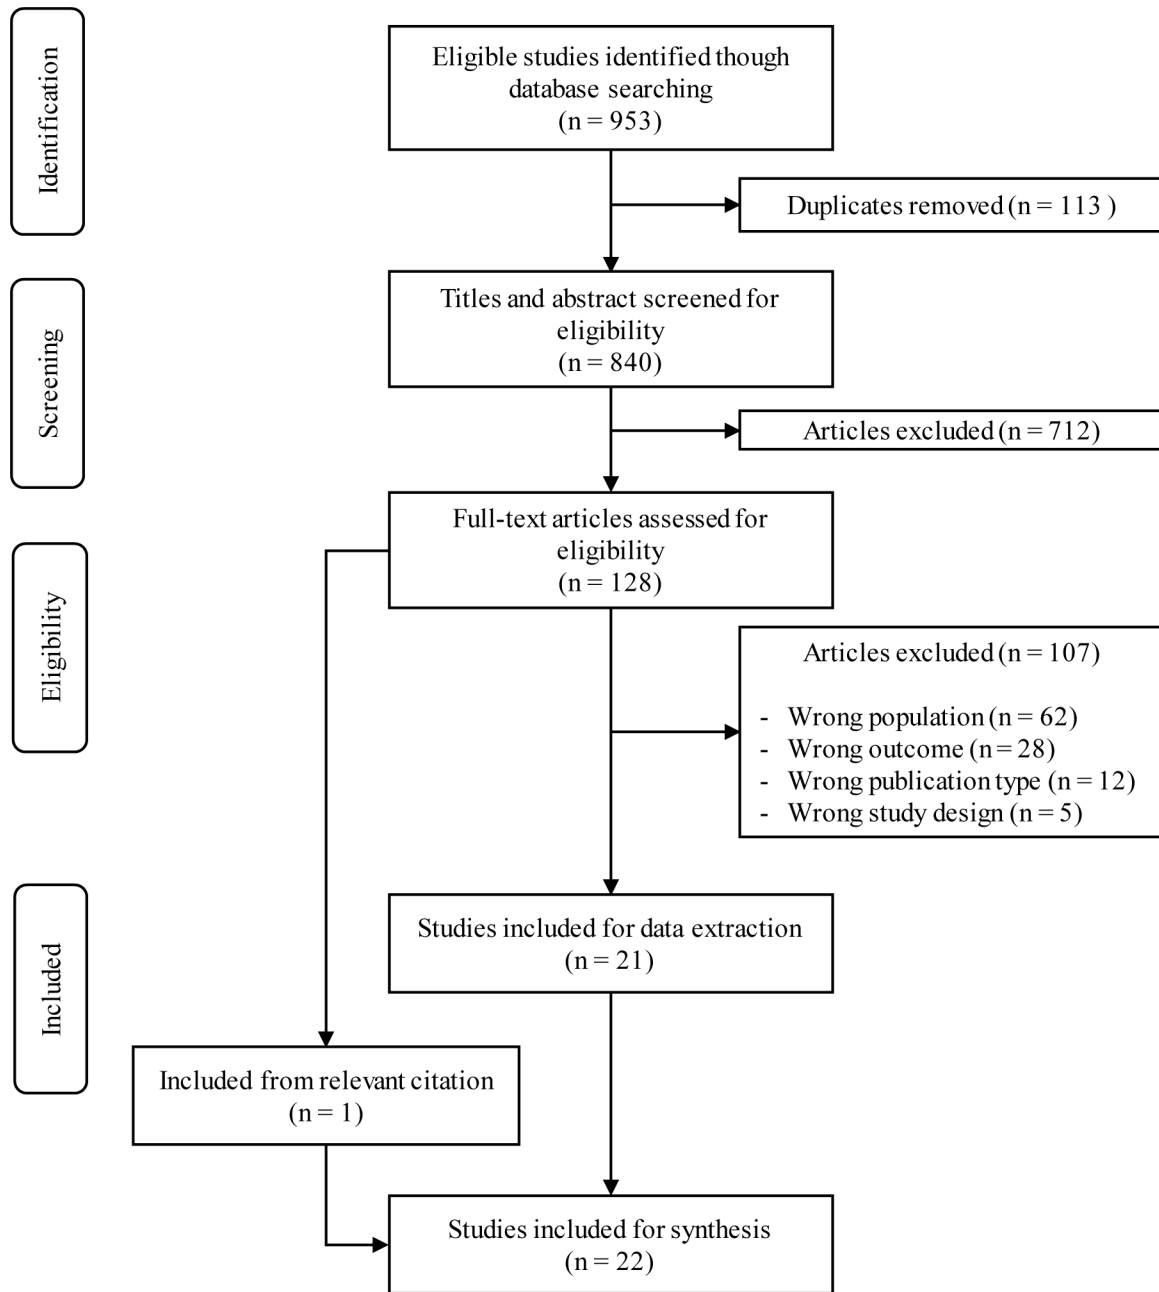 Identification
Eligible studies identified though
database searching
(n = 953)
Duplicates removed (n = 113 )
Screening
Titles and abstract screened for
eligibility
(n = 840)
Articles excluded (n = 712)
Eligibility
Full-text articles assessed for
eligibility
(n = 128)
Articles excluded (n = 107)
- Wrong population (n = 62)
- Wrong outcome (n = 28)
- Wrong publication type (n = 12)
- Wrong study design (n = 5)
Included
Studies included for data extraction
(n = 21)
Included from relevant citation
(n = 1)
Studies included for synthesis
(n = 22)